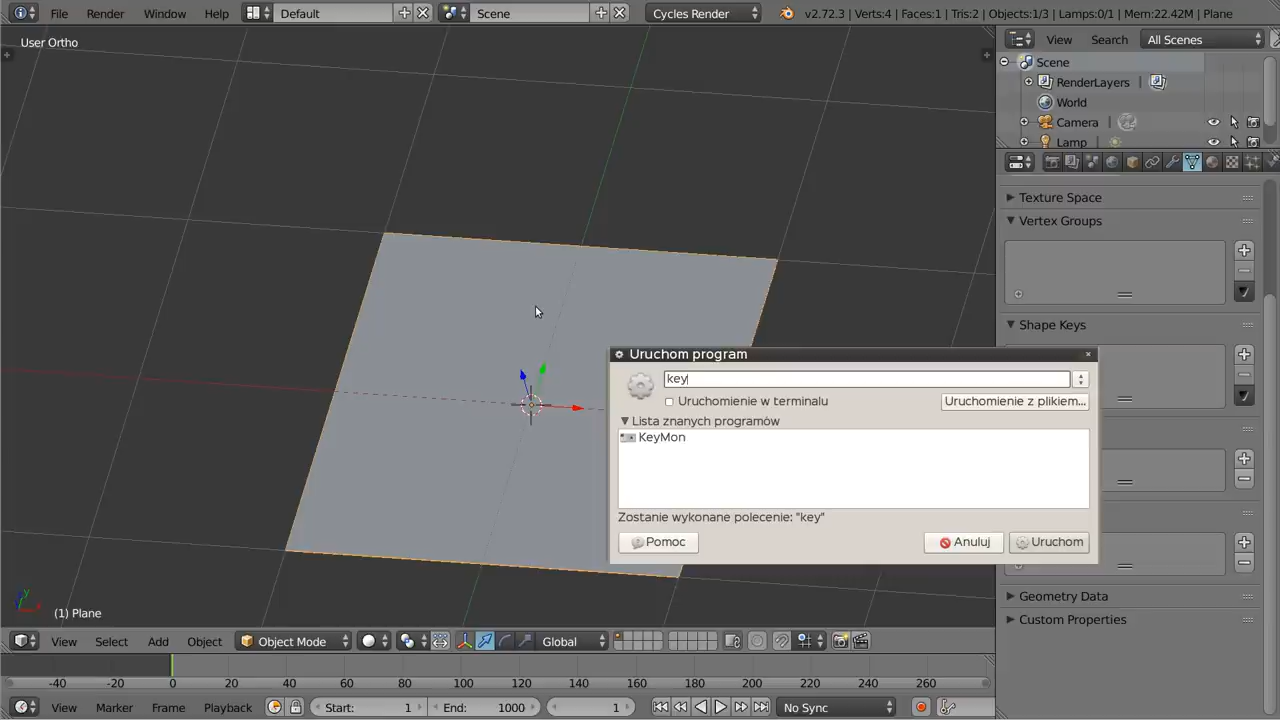 File Render Window Help Default Scene Cycles Render v2.72.3 | Verts:4 | Faces:1 | Tris:2 | Objects:1/3 | Lamps:0/1 | Mem:22.42M | Plane
User Ortho
View Search All Scenes
Scene
RenderLayers
World
Camera
Lamp
Texture Space
Vertex Groups
Shape Keys
Uruchom program
key
Uruchomienie w terminalu Uruchomienie z plikiem...
Lista znanych programów
KeyMon
Zostanie wykonane polecenie: "key"
Pomoc Anuluj Uruchom
Geometry Data
Custom Properties
(1) Plane
View Select Add Object Object Mode Global
-40 -20 0 20 40 60 80 100 120 140 160 180 200 220 240 260
View Marker Frame Playback Start: 1 End: 1000 1 No Sync